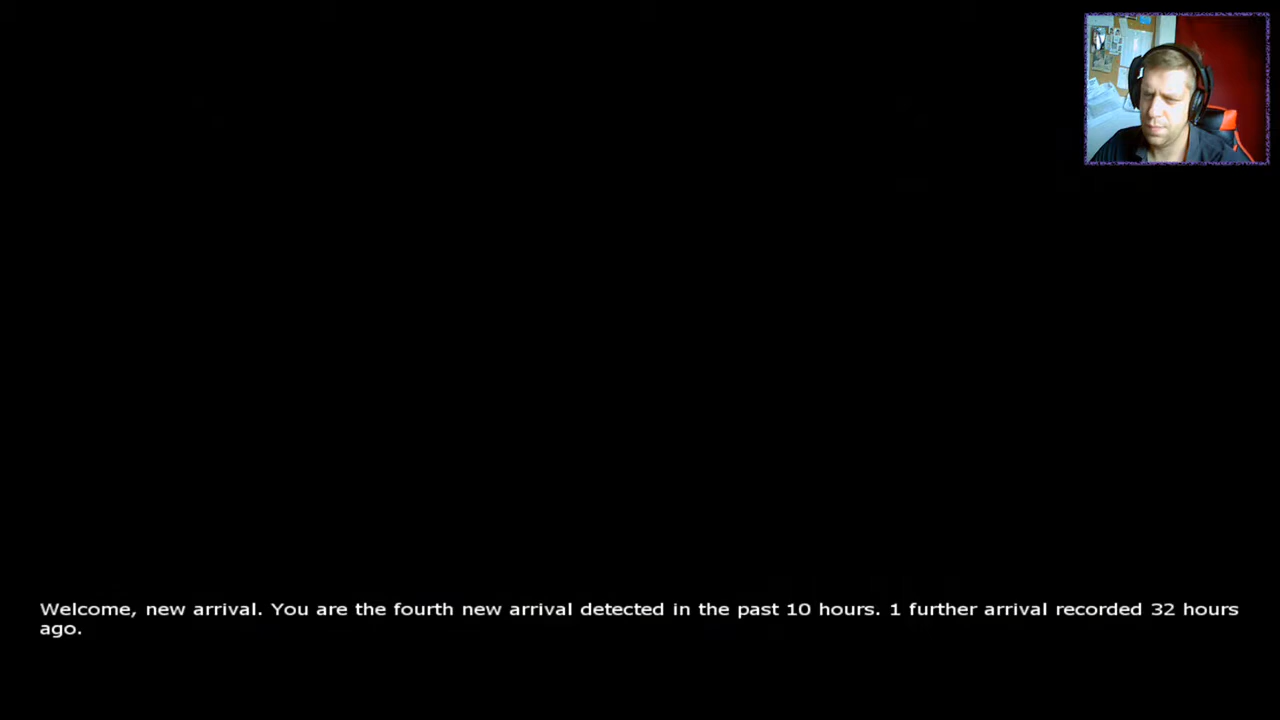 Welcome, new arrival. You are the fourth new arrival detected in the past 10 hours. 1 further arrival recorded 32 hours
ago.